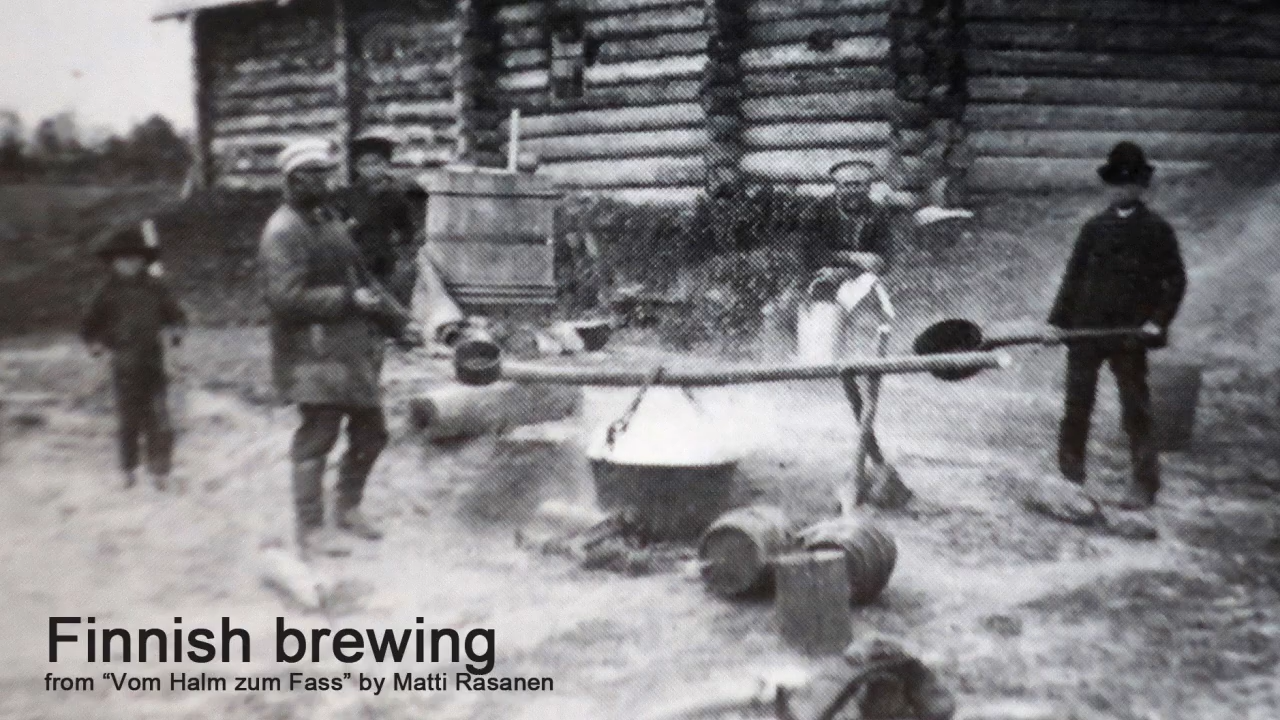 Finnish brewing
from “Vom Halm zum Fass” by Matti Rasanen